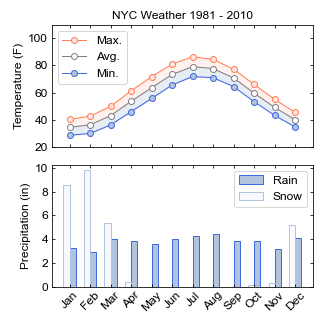 NYC Weather 1981 - 2010
Temperature (F)
100
80
60
40
20
Max.
Avg.
Min.
Precipitation (in)
10
8
6
4
2
0
Rain
Snow
Jan Feb Mar Apr May Jun Jul Aug Sep Oct Nov Dec